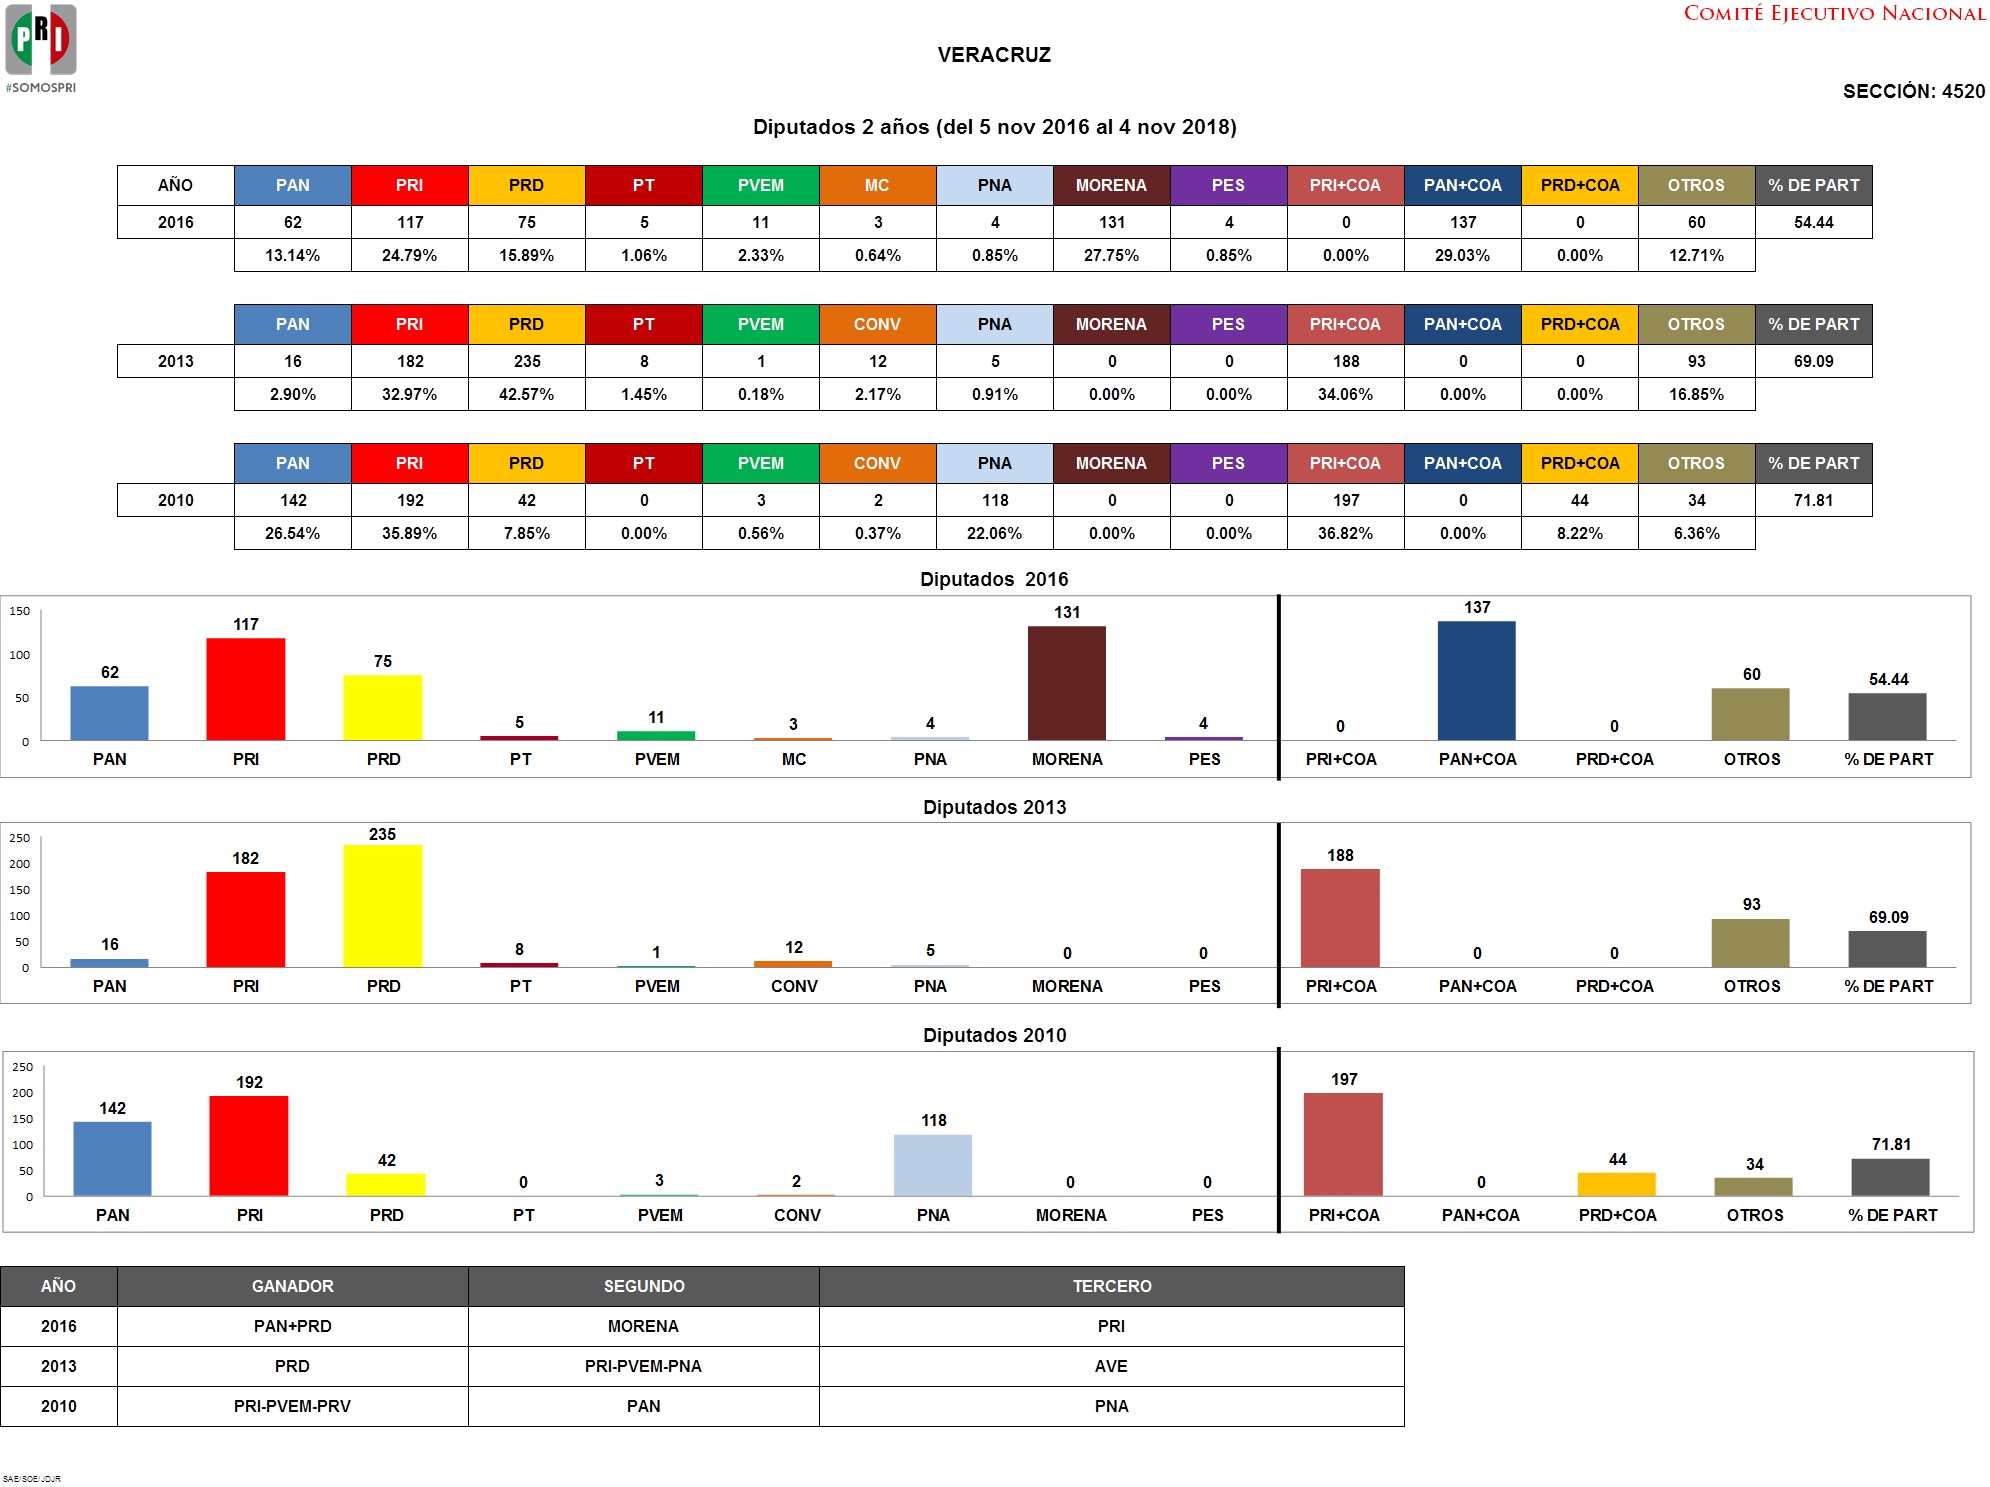 PRI
#SOMOSPRI
COMITÉ EJECUTIVO NACIONAL
VERACRUZ
SECCIÓN: 4520
Diputados 2 años (del 5 nov 2016 al 4 nov 2018)
AÑO PAN PRI PRD PT PVEM MC PNA MORENA PES PRI+COA PAN+COA PRD+COA OTROS % DE PART
2016 62 117 75 5 11 3 4 131 4 0 137 0 60 54.44
13.14% 24.79% 15.89% 1.06% 2.33% 0.64% 0.85% 27.75% 0.85% 0.00% 29.03% 0.00% 12.71%
PAN PRI PRD PT PVEM CONV PNA MORENA PES PRI+COA PAN+COA PRD+COA OTROS % DE PART
2013 16 182 235 8 1 12 5 0 0 188 0 0 93 69.09
2.90% 32.97% 42.57% 1.45% 0.18% 2.17% 0.91% 0.00% 0.00% 34.06% 0.00% 0.00% 16.85%
PAN PRI PRD PT PVEM CONV PNA MORENA PES PRI+COA PAN+COA PRD+COA OTROS % DE PART
2010 142 192 42 0 3 2 118 0 0 197 0 44 34 71.81
26.54% 35.89% 7.85% 0.00% 0.56% 0.37% 22.06% 0.00% 0.00% 36.82% 0.00% 8.22% 6.36%
Diputados 2016
150
100
50
0
62 117 75 5 11 3 4 131 4 0 137 0 60 54.44
PAN PRI PRD PT PVEM MC PNA MORENA PES PRI+COA PAN+COA PRD+COA OTROS % DE PART
Diputados 2013
250
200
150
100
50
0
16 182 235 8 1 12 5 0 0 188 0 0 93 69.09
PAN PRI PRD PT PVEM CONV PNA MORENA PES PRI+COA PAN+COA PRD+COA OTROS % DE PART
Diputados 2010
250
200
150
100
50
0
142 192 42 0 3 2 118 0 0 197 0 44 34 71.81
PAN PRI PRD PT PVEM CONV PNA MORENA PES PRI+COA PAN+COA PRD+COA OTROS % DE PART
AÑO GANADOR SEGUNDO TERCERO
2016 PAN+PRD MORENA PRI
2013 PRD PRI-PVEM-PNA AVE
2010 PRI-PVEM-PRV PAN PNA
SAE/SOE/JDJR